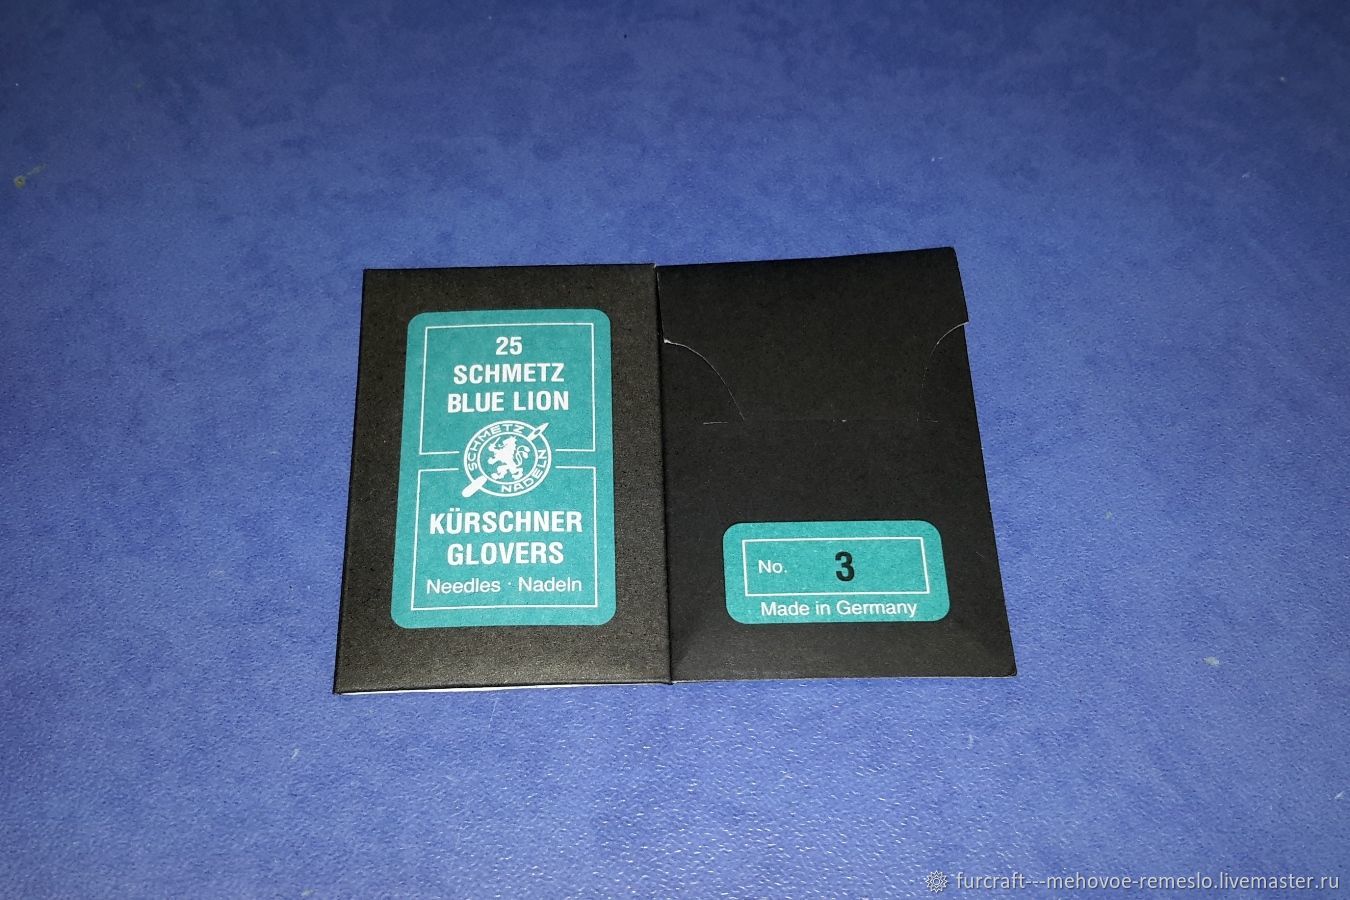 25
SCHMETZ
BLUE LION
SCHMETZ
NADELN
KÜRSCHNER
GLOVERS
Needles · Nadeln
No. 3
Made in Germany
furcraft---mehovoe-remeslo.livemaster.ru